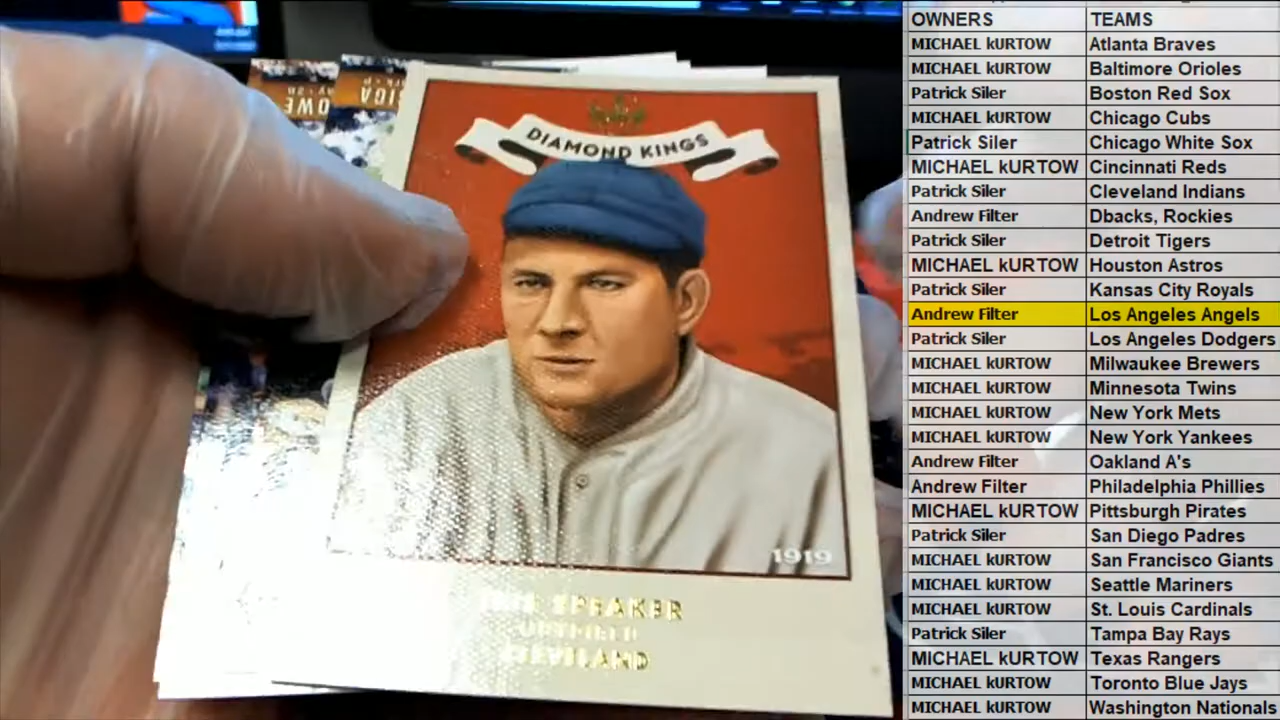 DIAMOND KINGS
1919
SPEAKER
OUTFIELD
CLEVELAND
OWNERS TEAMS
MICHAEL kURTOW Atlanta Braves
MICHAEL kURTOW Baltimore Orioles
Patrick Siler Boston Red Sox
MICHAEL kURTOW Chicago Cubs
Patrick Siler Chicago White Sox
MICHAEL kURTOW Cincinnati Reds
Patrick Siler Cleveland Indians
Andrew Filter Dbacks, Rockies
Patrick Siler Detroit Tigers
MICHAEL kURTOW Houston Astros
Patrick Siler Kansas City Royals
Andrew Filter Los Angeles Angels
Patrick Siler Los Angeles Dodgers
MICHAEL kURTOW Milwaukee Brewers
MICHAEL kURTOW Minnesota Twins
MICHAEL kURTOW New York Mets
MICHAEL kURTOW New York Yankees
Andrew Filter Oakland A's
Andrew Filter Philadelphia Phillies
MICHAEL kURTOW Pittsburgh Pirates
Patrick Siler San Diego Padres
MICHAEL kURTOW San Francisco Giants
MICHAEL kURTOW Seattle Mariners
MICHAEL kURTOW St. Louis Cardinals
Patrick Siler Tampa Bay Rays
MICHAEL kURTOW Texas Rangers
MICHAEL kURTOW Toronto Blue Jays
MICHAEL kURTOW Washington Nationals